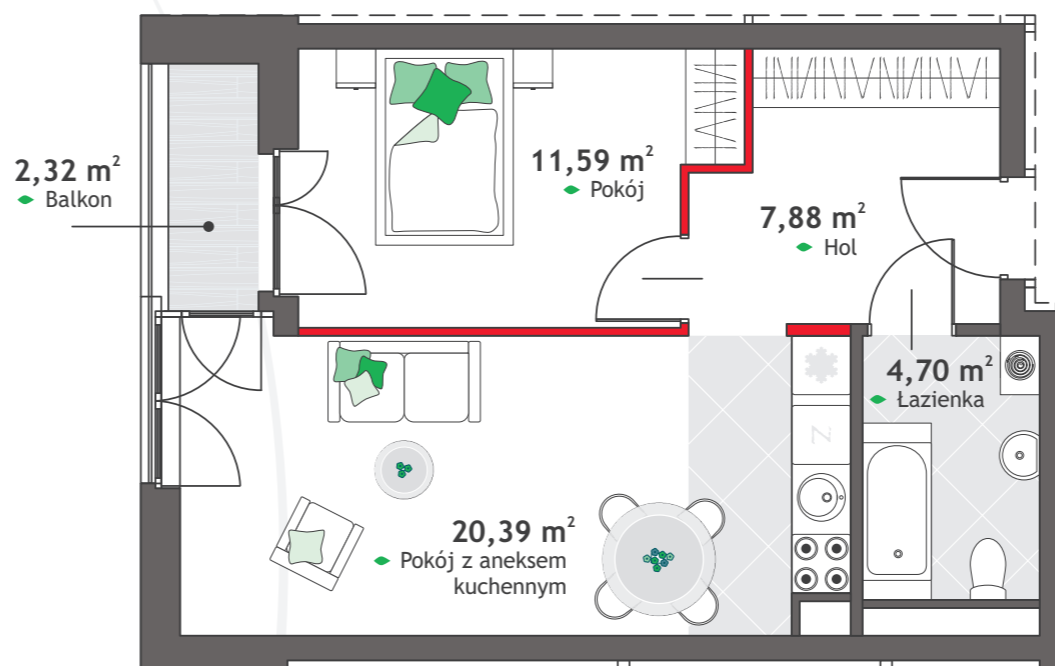 2,32 m²
Balkon
11,59 m²
Pokój
7,88 m²
Hol
4,70 m²
Łazienka
Z
20,39 m²
Pokój z aneksem
kuchennym